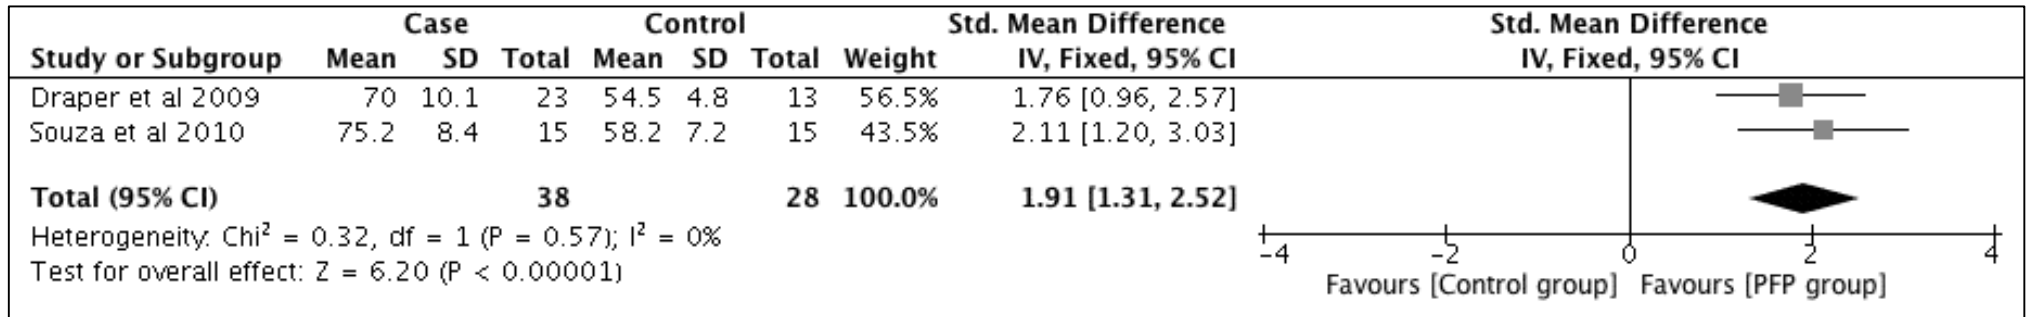 Case Control Std. Mean Difference Std. Mean Difference
Study or Subgroup Mean SD Total Mean SD Total Weight IV, Fixed, 95% CI IV, Fixed, 95% CI
Draper et al 2009 70 10.1 23 54.5 4.8 13 56.5% 1.76 [0.96, 2.57]
Souza et al 2010 75.2 8.4 15 58.2 7.2 15 43.5% 2.11 [1.20, 3.03]
Total (95% CI) 38 28 100.0% 1.91 [1.31, 2.52]
Heterogeneity: Chi² = 0.32, df = 1 (P = 0.57); I² = 0%
Test for overall effect: Z = 6.20 (P < 0.00001)
-4 -2 0 2 4
Favours [Control group] Favours [PFP group]